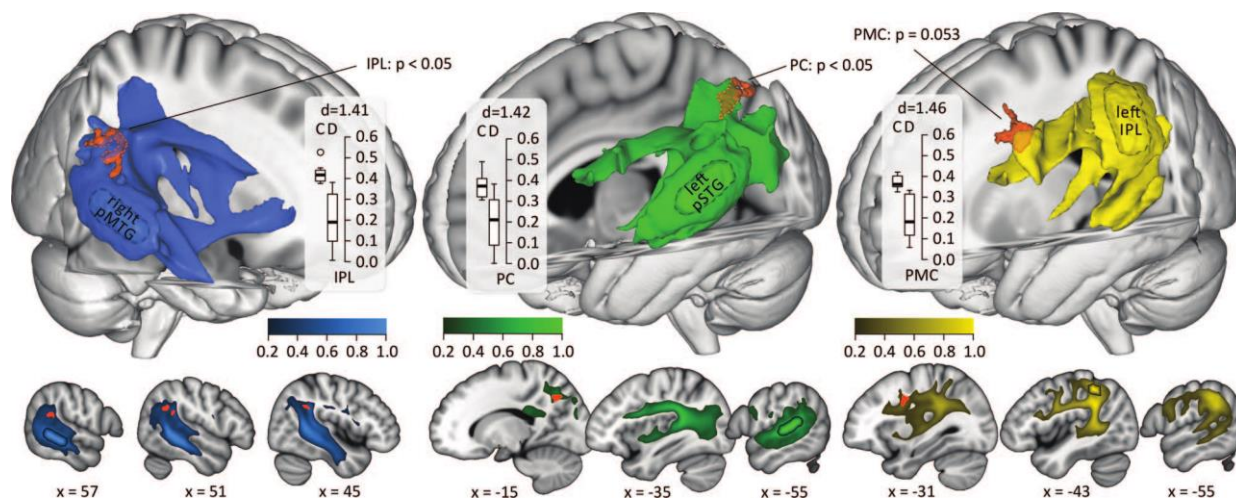 IPL: p < 0.05
d=1.41
C D
0.6
0.5
0.4
0.3
0.2
0.1
0.0
IPL
right
pMTG
0.2 0.4 0.6 0.8 1.0
PC: p < 0.05
d=1.42
C D
0.6
0.5
0.4
0.3
0.2
0.1
0.0
PC
left
pSTG
0.2 0.4 0.6 0.8 1.0
PMC: p = 0.053
d=1.46
C D
0.6
0.5
0.4
0.3
0.2
0.1
0.0
PMC
left
IPL
0.2 0.4 0.6 0.8 1.0
x = 57 x = 51 x = 45 x = -15 x = -35 x = -55 x = -31 x = -43 x = -55